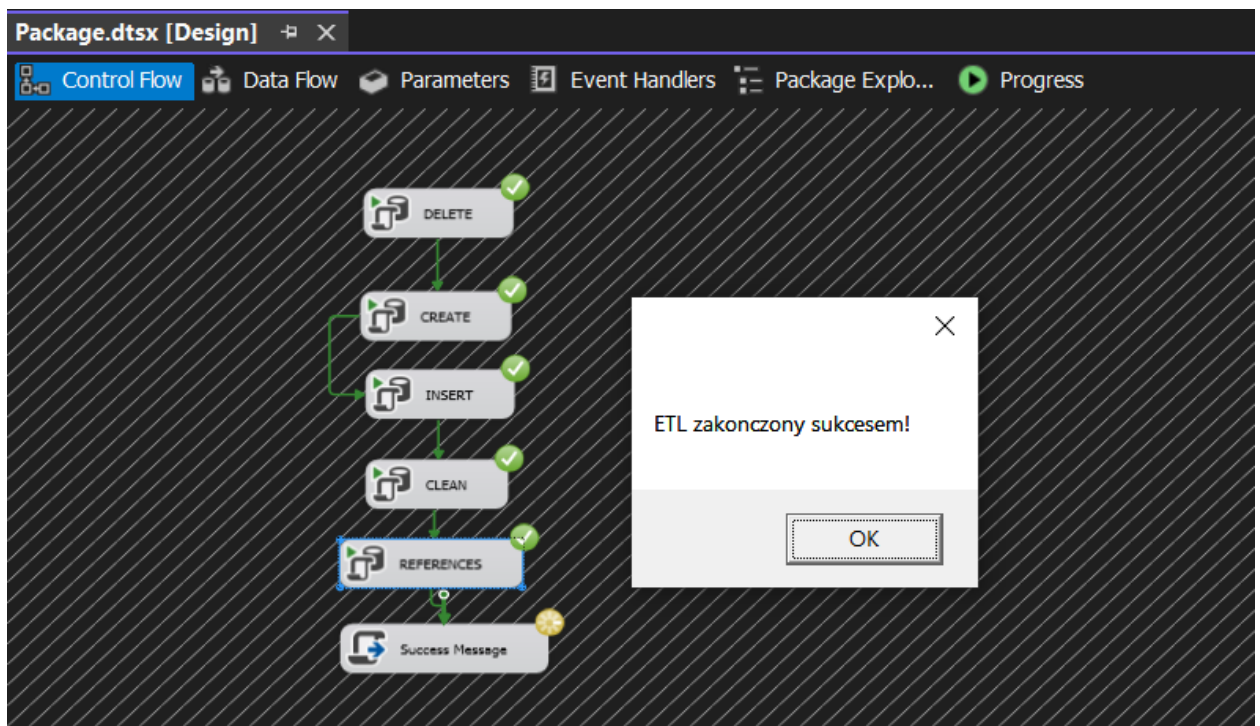 Package.dtsx [Design]
Control Flow Data Flow Parameters Event Handlers Package Explo... Progress
DELETE
CREATE
INSERT
CLEAN
REFERENCES
Success Message
ETL zakonczony sukcesem!
OK